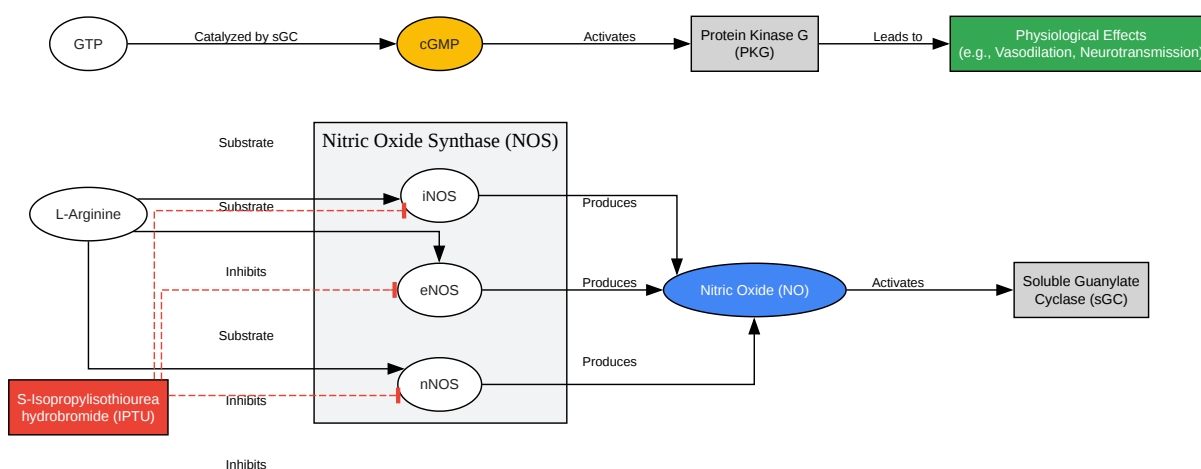 GTP
Catalyzed by sGC
cGMP
Activates
Protein Kinase G
(PKG)
Leads to
Physiological Effects
(e.g., Vasodilation, Neurotransmission)
Substrate
Nitric Oxide Synthase (NOS)
iNOS
L-Arginine
Substrate
Produces
Inhibits
eNOS
Produces
Nitric Oxide (NO)
Activates
Soluble Guanylate
Cyclase (sGC)
Substrate
Produces
nNOS
S-Isopropylisothiourea
hydrobromide (IPTU)
Inhibits
Inhibits